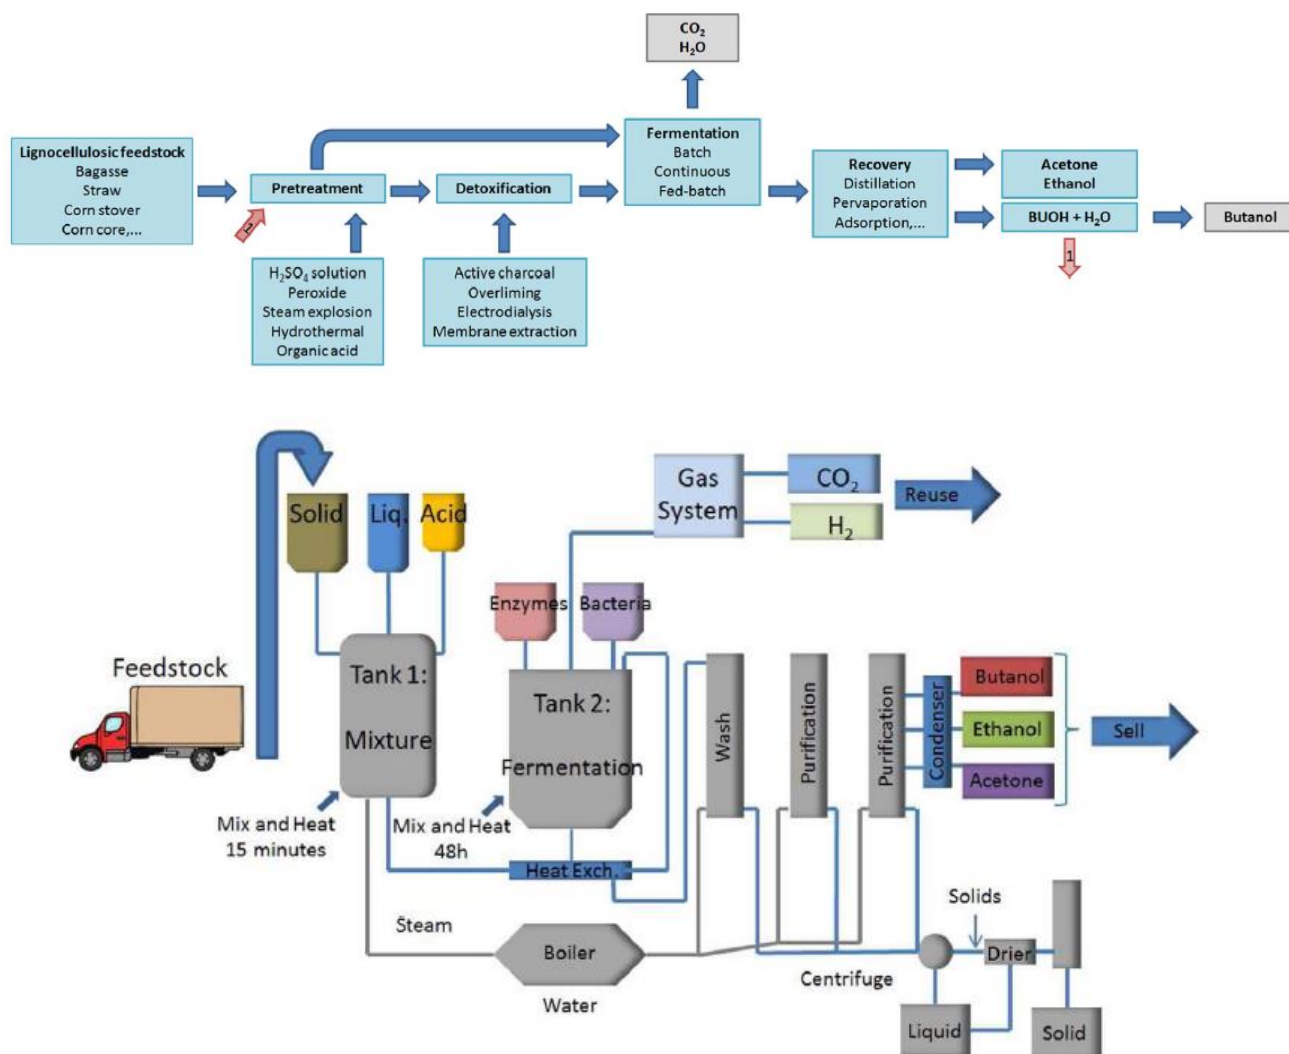 CO₂
H₂O
Lignocellulosic feedstock
Bagasse
Straw
Corn stover
Corn core,...
Pretreatment
Detoxification
Fermentation
Batch
Continuous
Fed-batch
Recovery
Distillation
Pervaporation
Adsorption,...
Acetone
Ethanol
BUOH + H₂O
Butanol
2
1
H₂SO₄ solution
Peroxide
Steam explosion
Hydrothermal
Organic acid
Active charcoal
Overliming
Electrodialysis
Membrane extraction
Solid
Liq.
Acid
Gas
System
CO₂
H₂
Reuse
Enzymes
Bacteria
Feedstock
Tank 1:
Mixture
Tank 2:
Fermentation
Wash
Purification
Purification
Condenser
Butanol
Ethanol
Acetone
Sell
Mix and Heat
15 minutes
Mix and Heat
48h
Heat Exch.
Steam
Boiler
Water
Centrifuge
Solids
Drier
Liquid
Solid